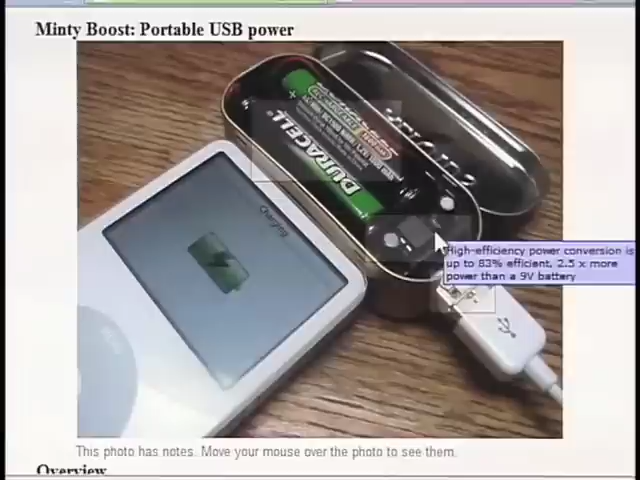 Minty Boost: Portable USB power
DURACELL
Charging
High-efficiency power conversion is
up to 83% efficient, 2.5 x more
power than a 9V battery
This photo has notes. Move your mouse over the photo to see them.
Overview